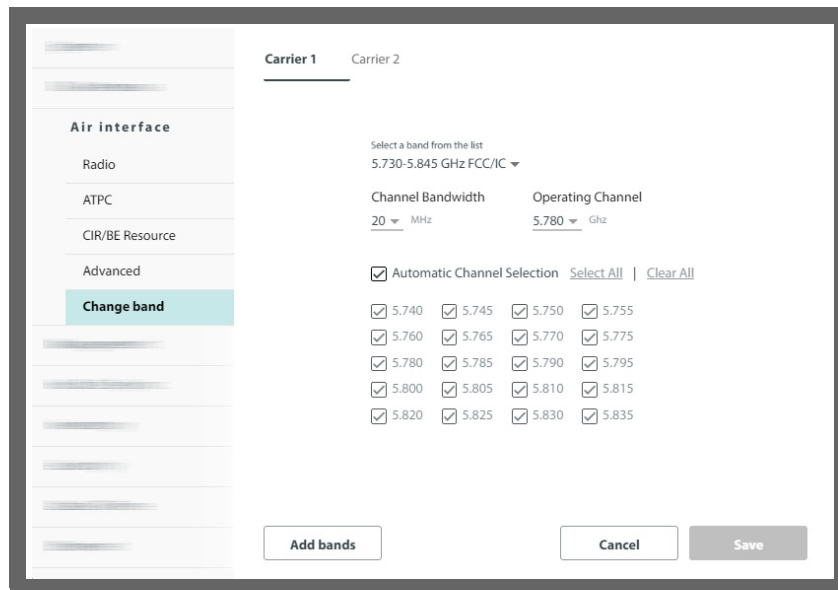 Carrier 1 Carrier 2
Air interface
Radio
ATPC
CIR/BE Resource
Advanced
Change band
Select a band from the list
5.730-5.845 GHz FCC/IC
Channel Bandwidth Operating Channel
20 MHz 5.780 Ghz
Automatic Channel Selection Select All | Clear All
5.740 5.745 5.750 5.755
5.760 5.765 5.770 5.775
5.780 5.785 5.790 5.795
5.800 5.805 5.810 5.815
5.820 5.825 5.830 5.835
Add bands Cancel Save